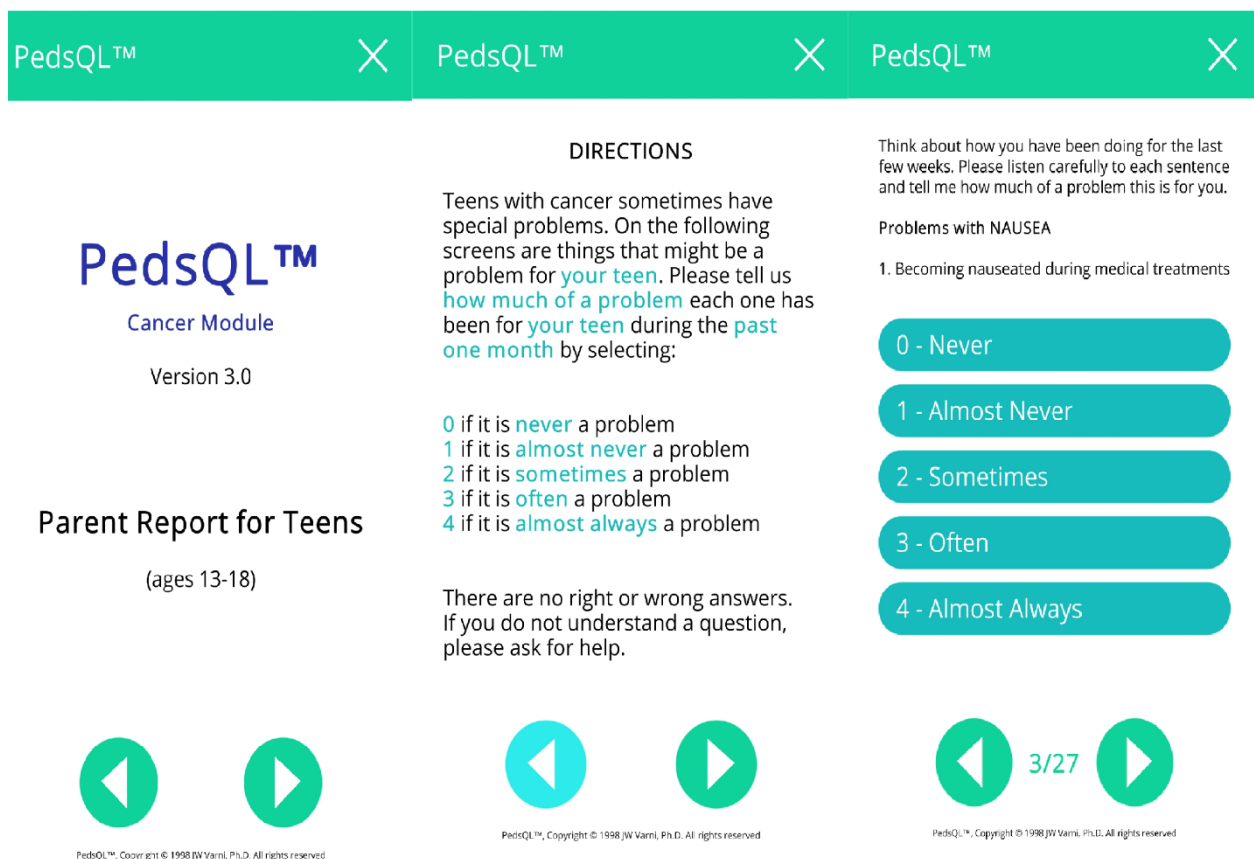 PedsQL™
PedsQL™
Cancer Module
Version 3.0
Parent Report for Teens
(ages 13-18)
PedsQL™, Copyright © 1998 JW Varni, Ph.D. All rights reserved
PedsQL™
DIRECTIONS
Teens with cancer sometimes have
special problems. On the following
screens are things that might be a
problem for your teen. Please tell us
how much of a problem each one has
been for your teen during the past
one month by selecting:
0 if it is never a problem
1 if it is almost never a problem
2 if it is sometimes a problem
3 if it is often a problem
4 if it is almost always a problem
There are no right or wrong answers.
If you do not understand a question,
please ask for help.
PedsQL™, Copyright © 1998 JW Varni, Ph.D. All rights reserved
PedsQL™
Think about how you have been doing for the last
few weeks. Please listen carefully to each sentence
and tell me how much of a problem this is for you.
Problems with NAUSEA
1. Becoming nauseated during medical treatments
0 - Never
1 - Almost Never
2 - Sometimes
3 - Often
4 - Almost Always
3/27
PedsQL™, Copyright © 1998 JW Varni, Ph.D. All rights reserved